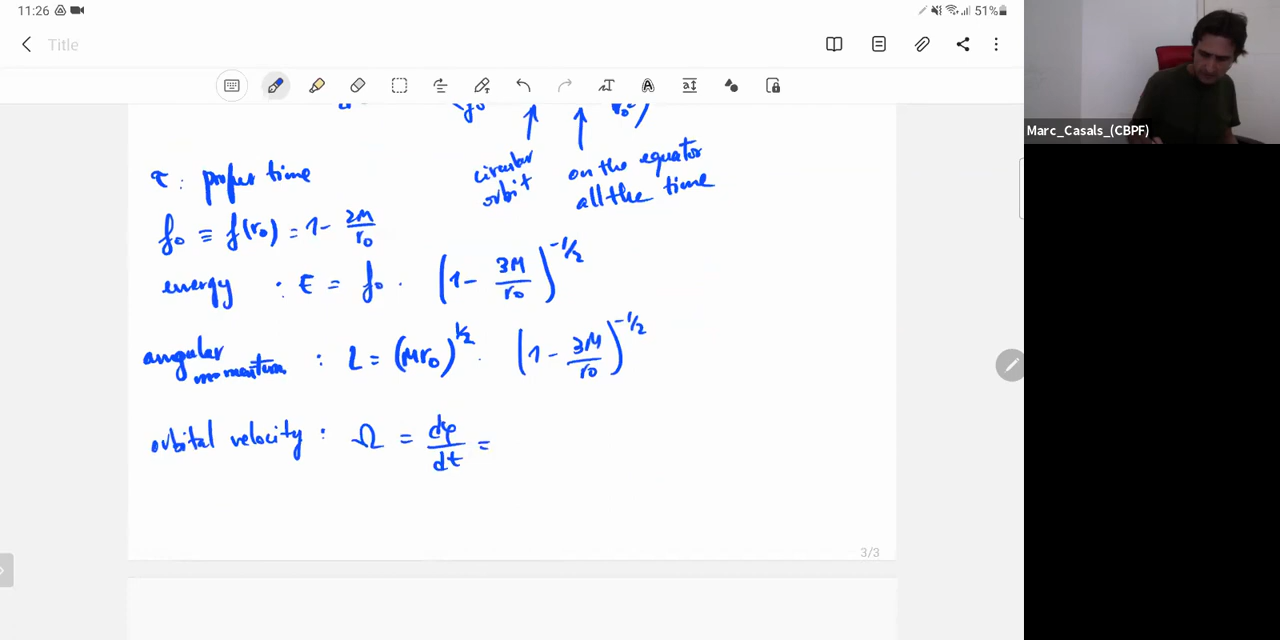 11:26
51%
Title
Marc_Casals_(CBPF)
circular orbit
on the equator all the time
τ : proper time
f₀ ≡ f(r₀) = 1 - 2M/r₀
energy : E = f₀ · (1 - 3M/r₀)^-1/2
angular momentum : L = (Mr₀)^1/2 · (1 - 3M/r₀)^-1/2
orbital velocity : Ω = dφ/dt =
3/3